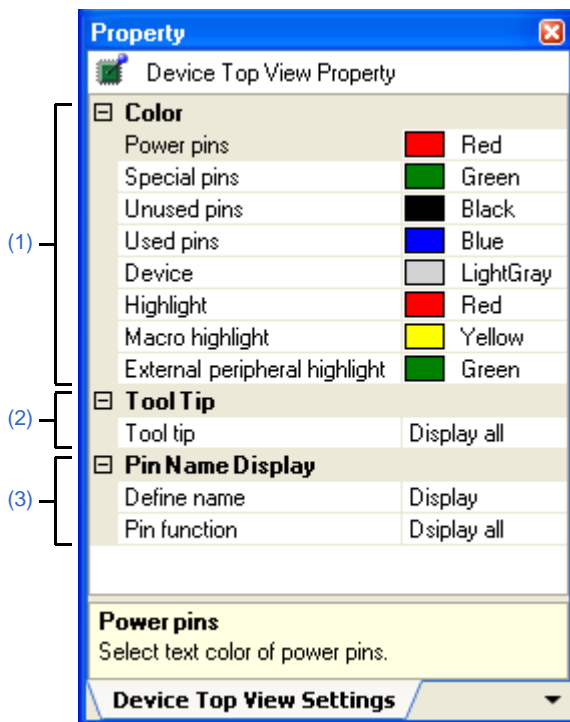 Property
Device Top View Property
(1)
Color
Power pins Red
Special pins Green
Unused pins Black
Used pins Blue
Device LightGray
Highlight Red
Macro highlight Yellow
External peripheral highlight Green
(2)
Tool Tip
Tool tip Display all
(3)
Pin Name Display
Define name Display
Pin function Dsiplay all
Power pins
Select text color of power pins.
Device Top View Settings